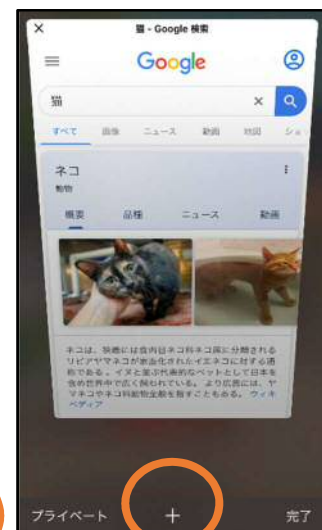 猫 - Google 検索
Google
猫
すべて 画像 ニュース 動画 地図 ショ
ネコ
動物
概要 品種 ニュース 動画
ネコは、狭義には食肉目ネコ科ネコ属に分類される
リビアヤマネコが家畜化されたイエネコに対する通
称である。イヌと並ぶ代表的なペットとして日本を
含め世界中で広く飼われている。より広義には、ヤ
マネコやネコ科動物全般を指すこともある。 ウィキ
ペディア
プライベート + 完了